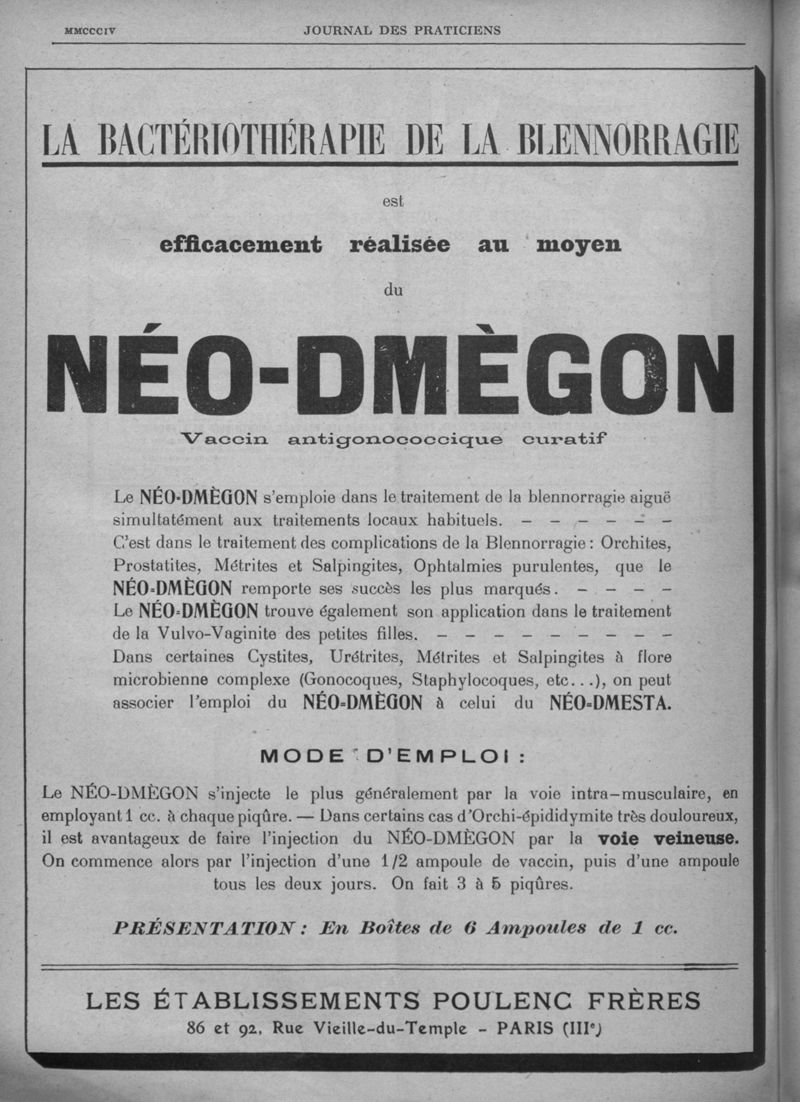 MMCCCIV
JOURNAL DES PRATICIENS
LA BACTÉRIOTHÉRAPIE DE LA BLENNORRAGIE
est
efficacement réalisée au moyen
du
NÉO-DMÈGON
Vaccin antigonococcique curatif
Le NÉO-DMÈGON s'emploie dans le traitement de la blennorragie aiguë
simultatément aux traitements locaux habituels. — — — — — —
C'est dans le traitement des complications de la Blennorragie : Orchites,
Prostatites, Métrites et Salpingites, Ophtalmies purulentes, que le
NÉO-DMÈGON remporte ses succès les plus marqués. — — — —
Le NÉO-DMÈGON trouve également son application dans le traitement
de la Vulvo-Vaginite des petites filles. — — — — — — — — —
Dans certaines Cystites, Urétrites, Métrites et Salpingites à flore
microbienne complexe (Gonocoques, Staphylocoques, etc...), on peut
associer l'emploi du NÉO-DMÈGON à celui du NÉO-DMESTA.
MODE D'EMPLOI :
Le NÉO-DMÈGON s'injecte le plus généralement par la voie intra-musculaire, en
employant 1 cc. à chaque piqûre. — Dans certains cas d'Orchi-épididymite très douloureux,
il est avantageux de faire l'injection du NÉO-DMÈGON par la voie veineuse.
On commence alors par l'injection d'une 1/2 ampoule de vaccin, puis d'une ampoule
tous les deux jours. On fait 3 à 5 piqûres.
PRÉSENTATION : En Boîtes de 6 Ampoules de 1 cc.
LES ÉTABLISSEMENTS POULENC FRÈRES
86 et 92, Rue Vieille-du-Temple - PARIS (IIIe)